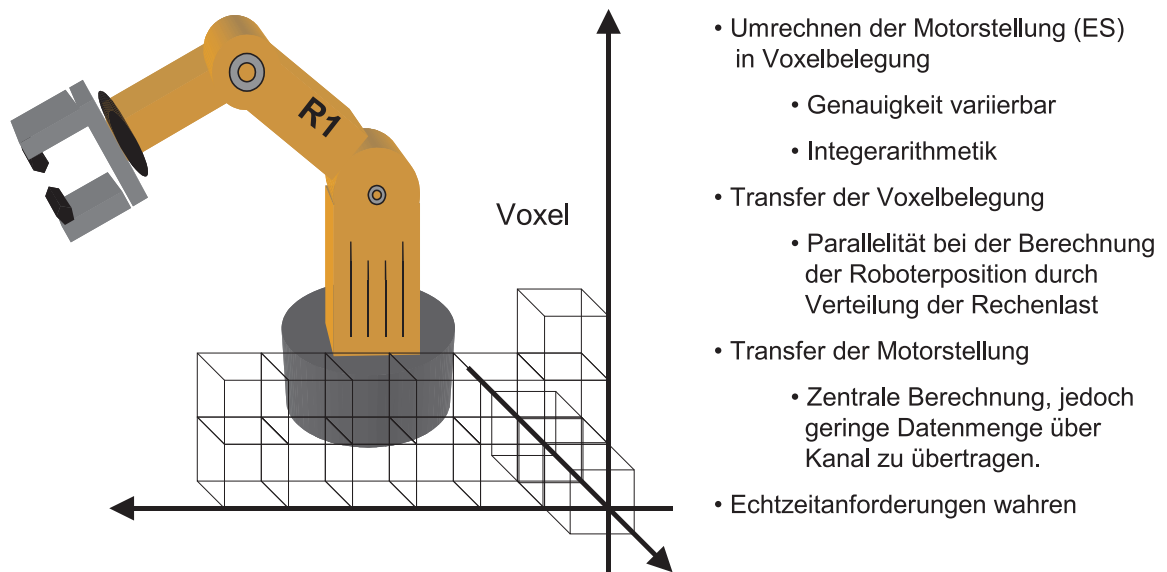 R1
Voxel
• Umrechnen der Motorstellung (ES)
in Voxelbelegung
• Genauigkeit variierbar
• Integerarithmetik
• Transfer der Voxelbelegung
• Parallelität bei der Berechnung
der Roboterposition durch
Verteilung der Rechenlast
• Transfer der Motorstellung
• Zentrale Berechnung, jedoch
geringe Datenmenge über
Kanal zu übertragen.
• Echtzeitanforderungen wahren